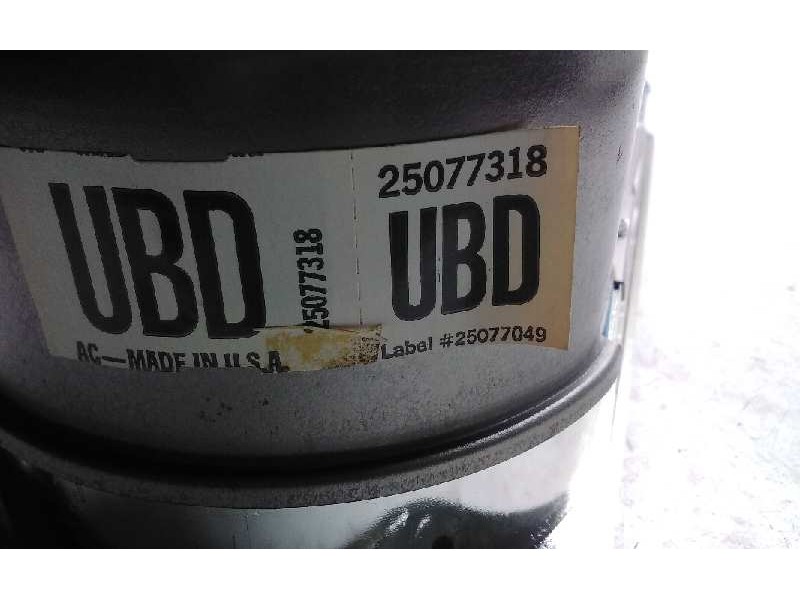 UBD
25077318
AC—MADE IN U.S.A.
25077318
UBD
Label #25077049